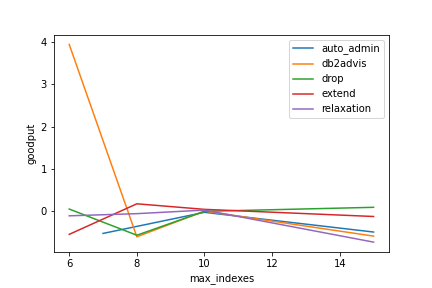 4
3
2
1
0
6
8
10
12
14
goodput
max_indexes
auto_admin
db2advis
drop
extend
relaxation